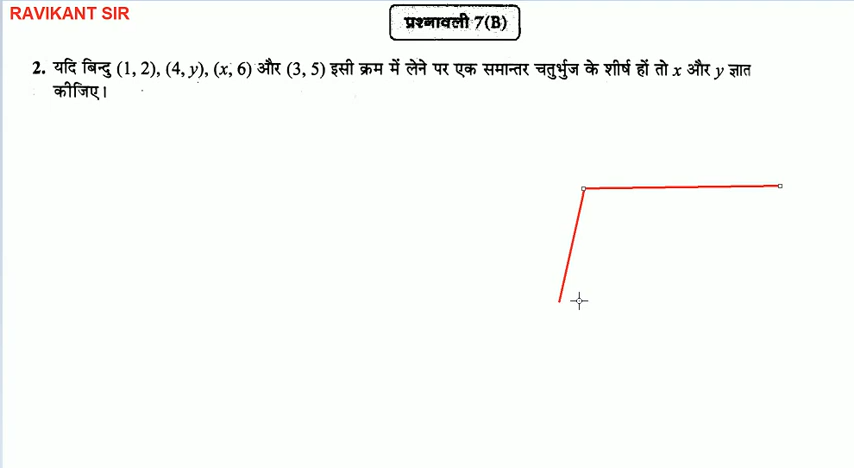 RAVIKANT SIR
प्रश्नावली 7(B)
2. यदि बिन्दु (1, 2), (4, y), (x, 6) और (3, 5) इसी क्रम में लेने पर एक समान्तर चतुर्भुज के शीर्ष हों तो x और y ज्ञात
कीजिए।